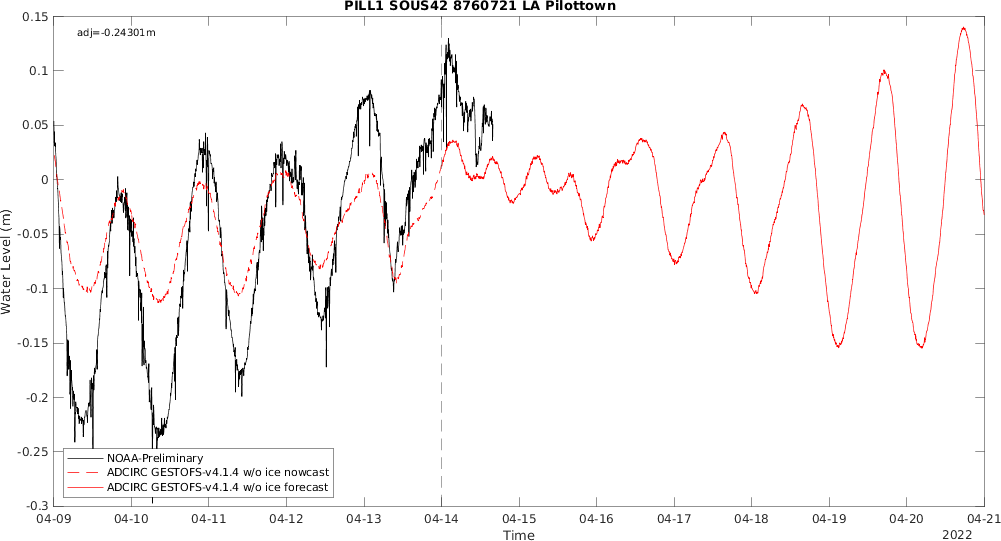 PILL1 SOUS42 8760721 LA Pilottown
adj=-0.24301m
0.15
0.1
0.05
0
-0.05
-0.1
-0.15
-0.2
-0.25
-0.3
Water Level (m)
NOAA-Preliminary
ADCIRC GESTOFS-v4.1.4 w/o ice nowcast
ADCIRC GESTOFS-v4.1.4 w/o ice forecast
04-09 04-10 04-11 04-12 04-13 04-14 04-15 04-16 04-17 04-18 04-19 04-20 04-21
Time
2022